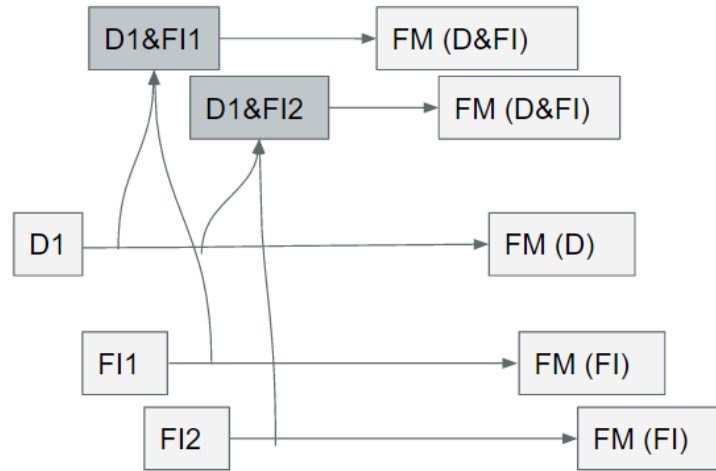 D1&FI1
FM (D&FI)
D1&FI2
FM (D&FI)
D1
FM (D)
FI1
FM (FI)
FI2
FM (FI)